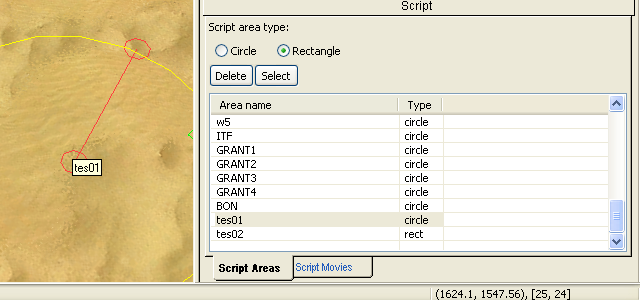 Script
Script area type:
Circle Rectangle
Delete Select
Area name Type
w5 circle
ITF circle
GRANT1 circle
GRANT2 circle
GRANT3 circle
GRANT4 circle
BON circle
tes01 circle
tes02 rect
tes01
Script Areas Script Movies
(1624.1, 1547.56), [25, 24]